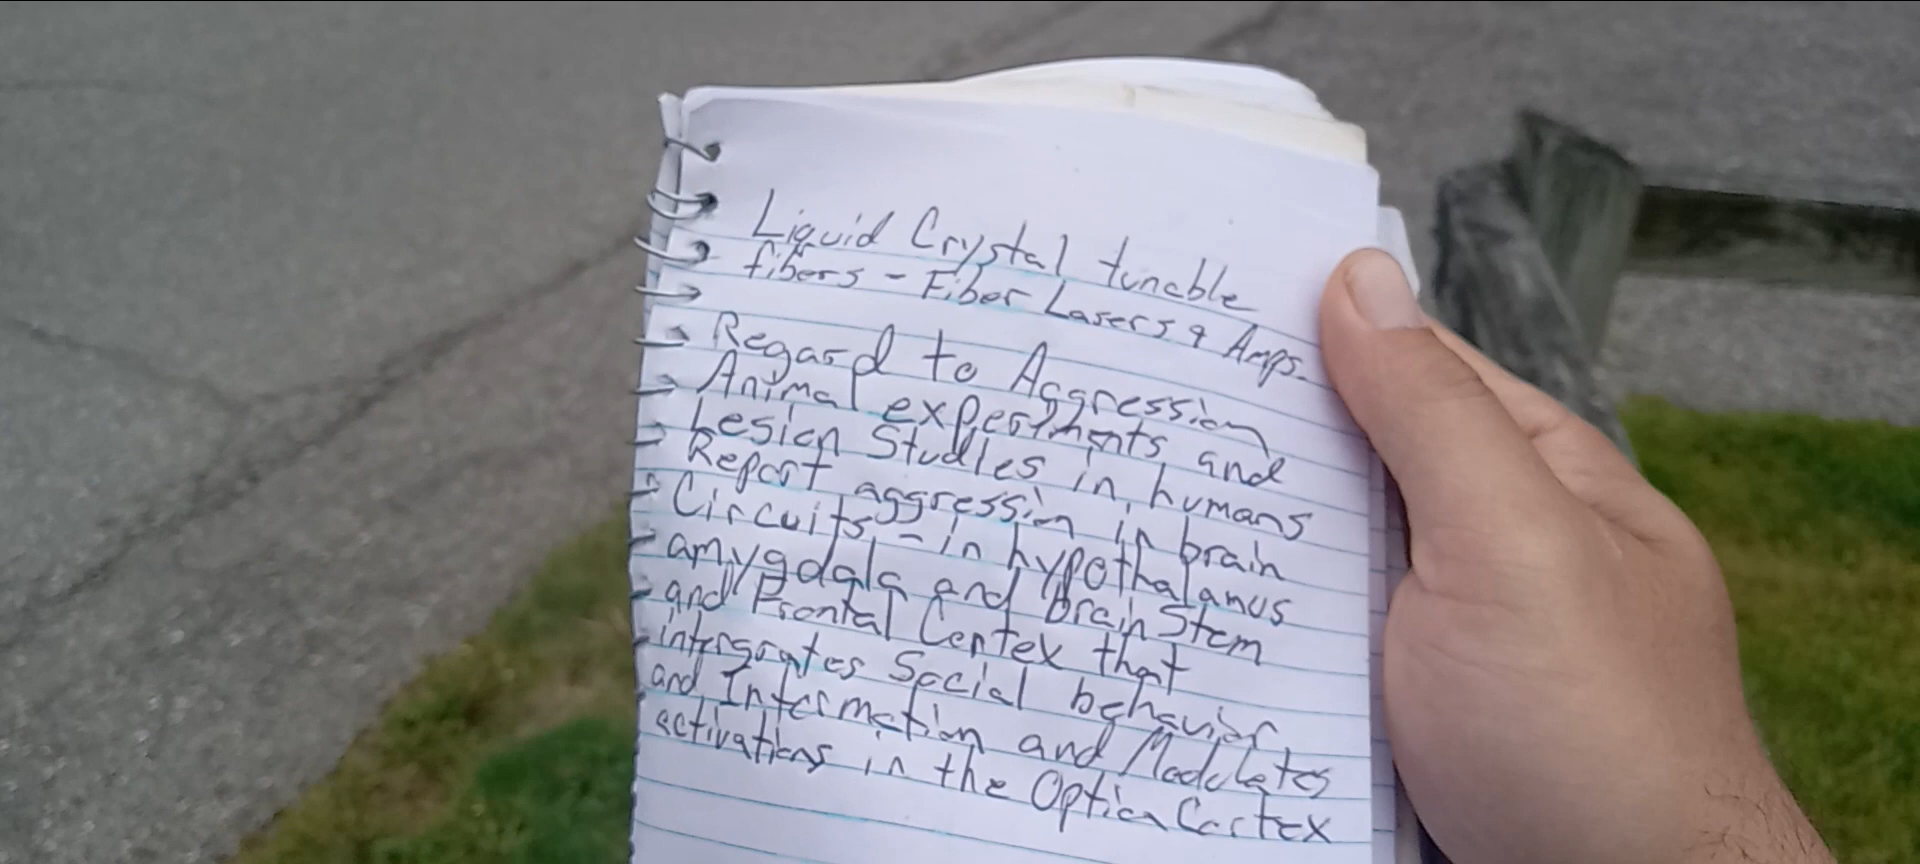 Liquid Crystal tunable
fibers - Fiber Lasers & Amps.
Regard to Aggression
Animal experiments and
Lesion Studies in humans
Report aggression in brain
Circuits - in hypothalamus
amygdala and brain Stem
and Frontal Cortex that
intergrates Social behavior
and Information and Modulates
activations in the Optica Cortex